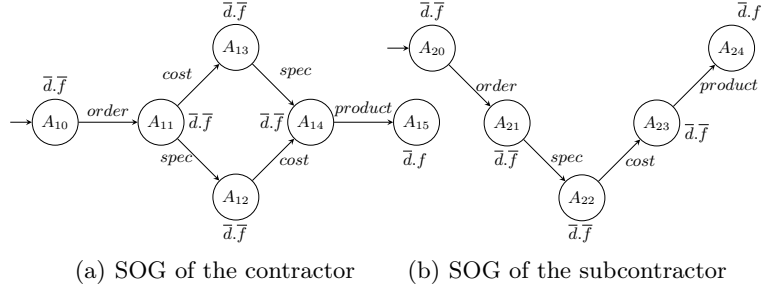 d̅.f̅
d̅.f̅
d̅.f
A₁₃
A₂₀
A₂₄
cost
spec
order
product
d̅.f̅
A₁₀
order
A₁₁
d̅.f̅
d̅.f̅
A₁₄
product
A₁₅
A₂₁
A₂₃
d̅.f̅
spec
cost
d̅.f
d̅.f̅
spec
cost
A₁₂
A₂₂
d̅.f̅
d̅.f̅
(a) SOG of the contractor
(b) SOG of the subcontractor